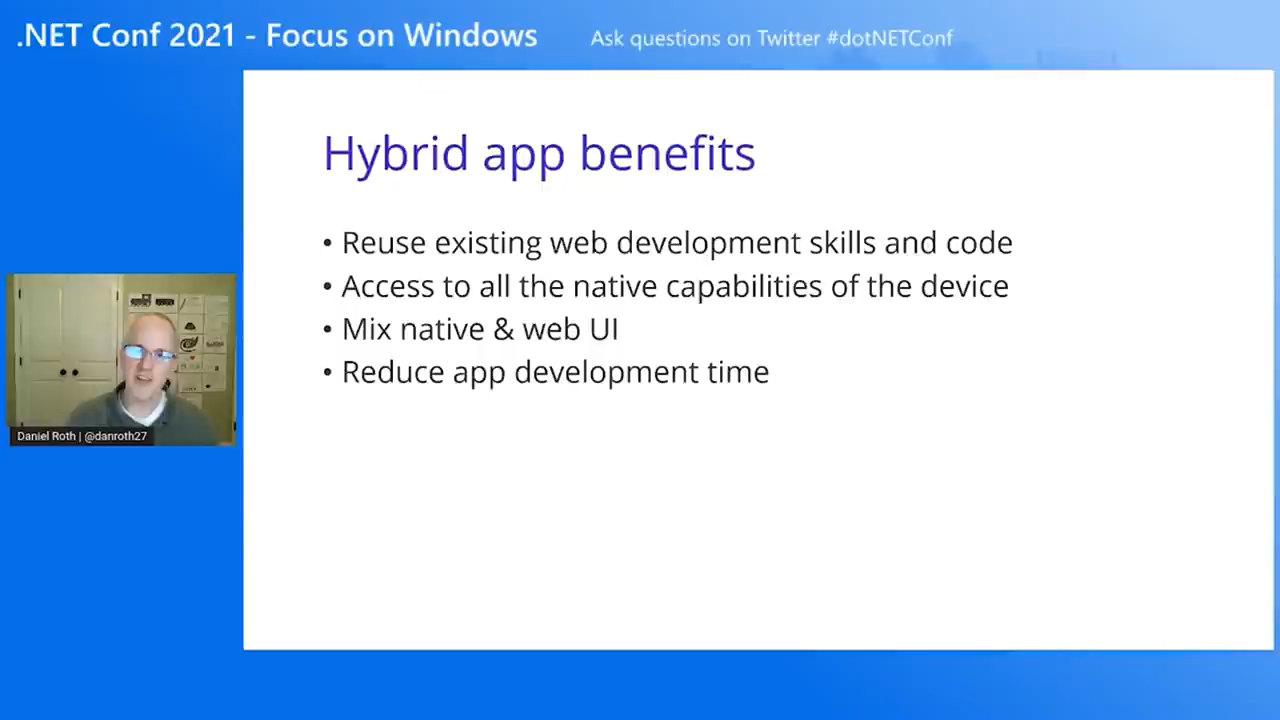 .NET Conf 2021 - Focus on Windows
Ask questions on Twitter #dotNETConf
Hybrid app benefits
• Reuse existing web development skills and code
• Access to all the native capabilities of the device
• Mix native & web UI
• Reduce app development time
Daniel Roth | @danroth27